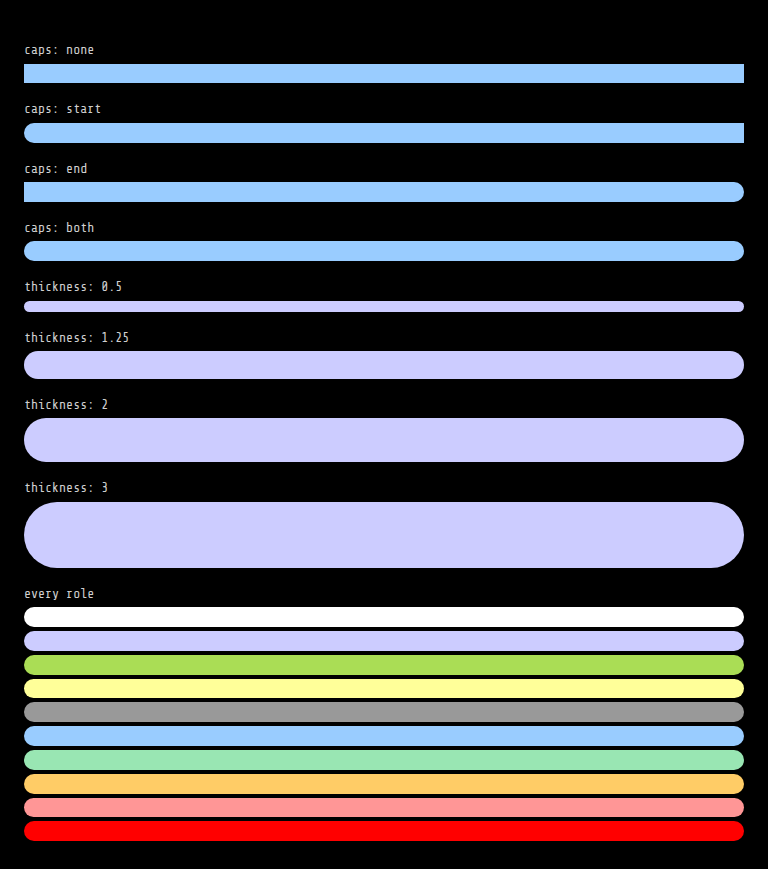 caps: none
caps: start
caps: end
caps: both
thickness: 0.5
thickness: 1.25
thickness: 2
thickness: 3
every role